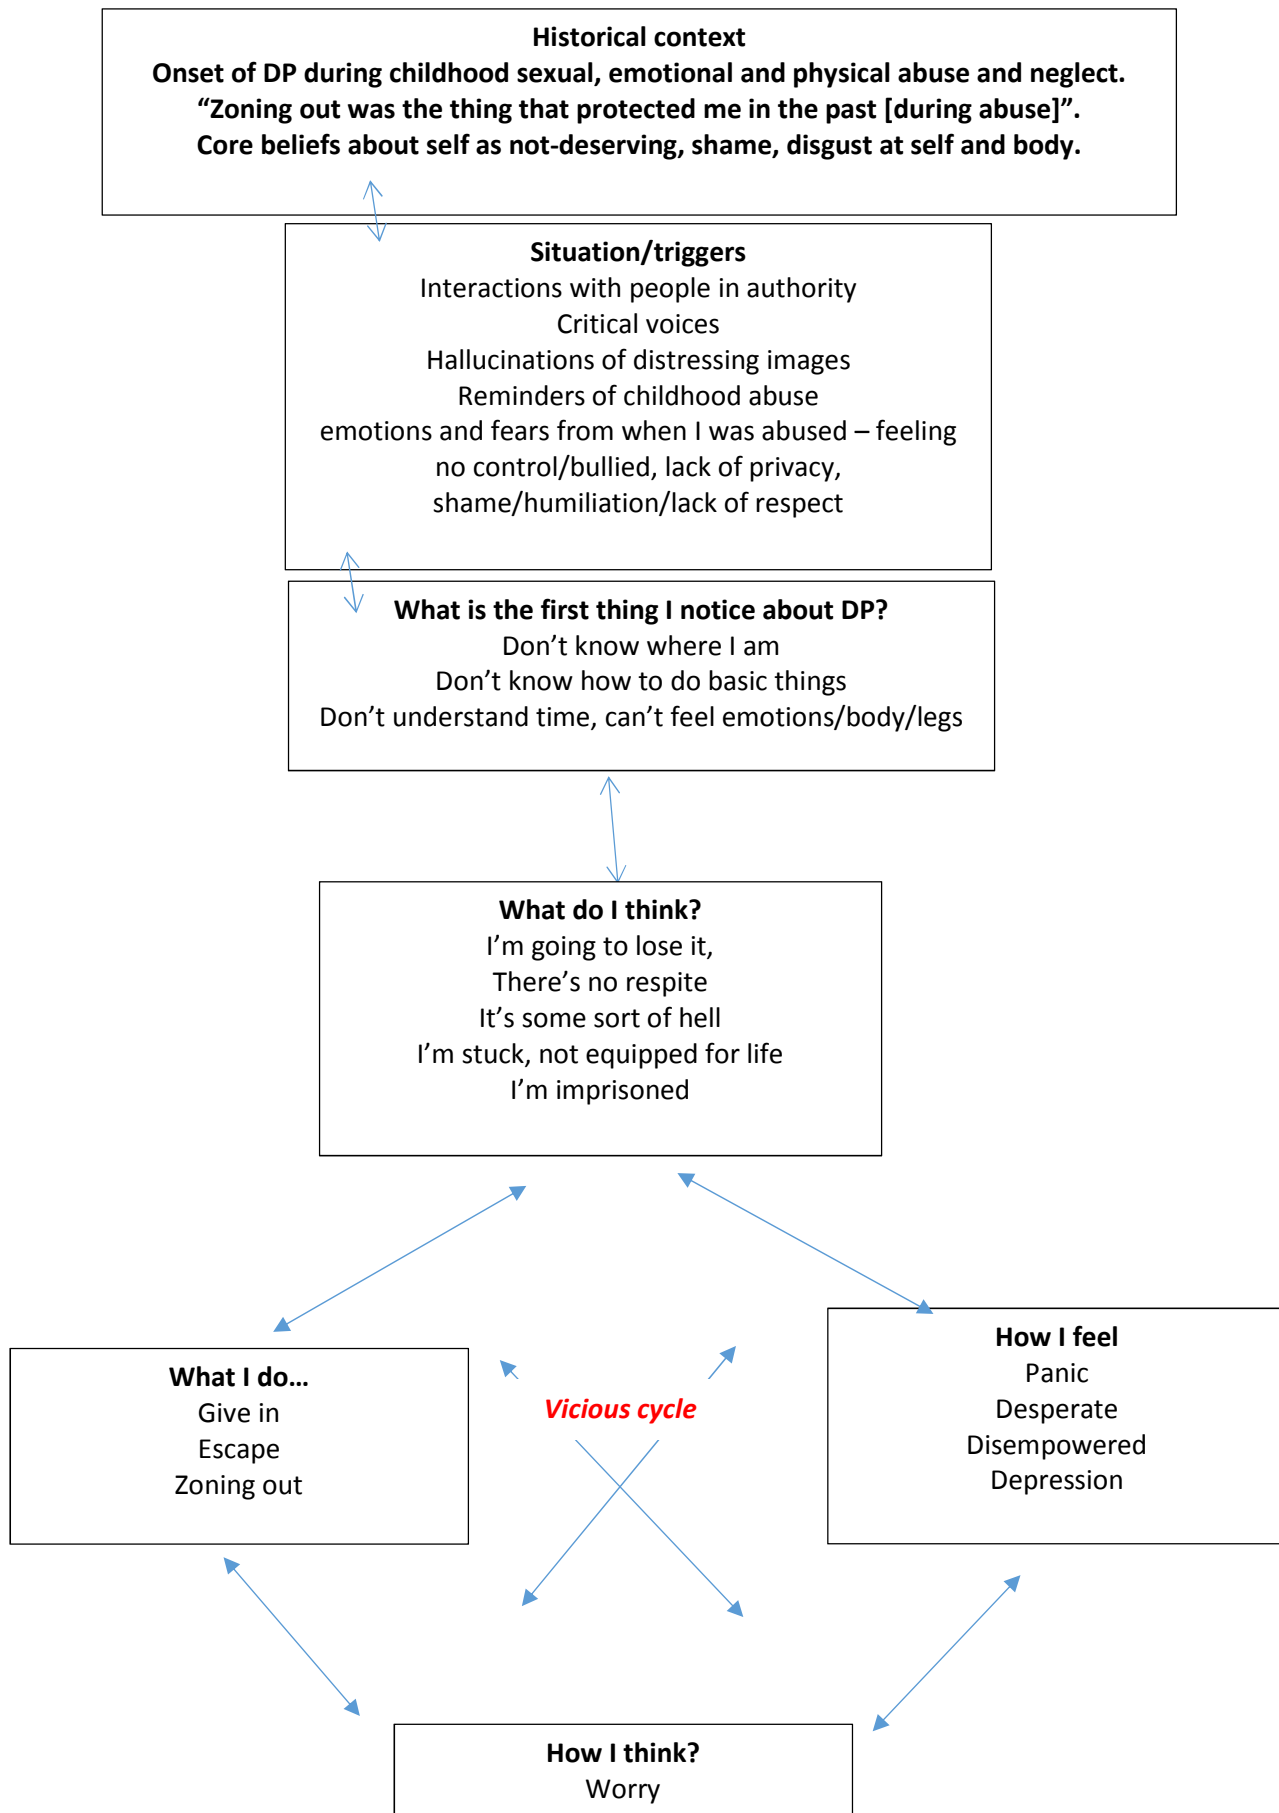 Historical context
Onset of DP during childhood sexual, emotional and physical abuse and neglect.
“Zoning out was the thing that protected me in the past [during abuse]”.
Core beliefs about self as not-deserving, shame, disgust at self and body.
Situation/triggers
Interactions with people in authority
Critical voices
Hallucinations of distressing images
Reminders of childhood abuse
emotions and fears from when I was abused – feeling
no control/bullied, lack of privacy,
shame/humiliation/lack of respect
What is the first thing I notice about DP?
Don’t know where I am
Don’t know how to do basic things
Don’t understand time, can’t feel emotions/body/legs
What do I think?
I’m going to lose it,
There’s no respite
It’s some sort of hell
I’m stuck, not equipped for life
I’m imprisoned
What I do…
Give in
Escape
Zoning out
Vicious cycle
How I feel
Panic
Desperate
Disempowered
Depression
How I think?
Worry